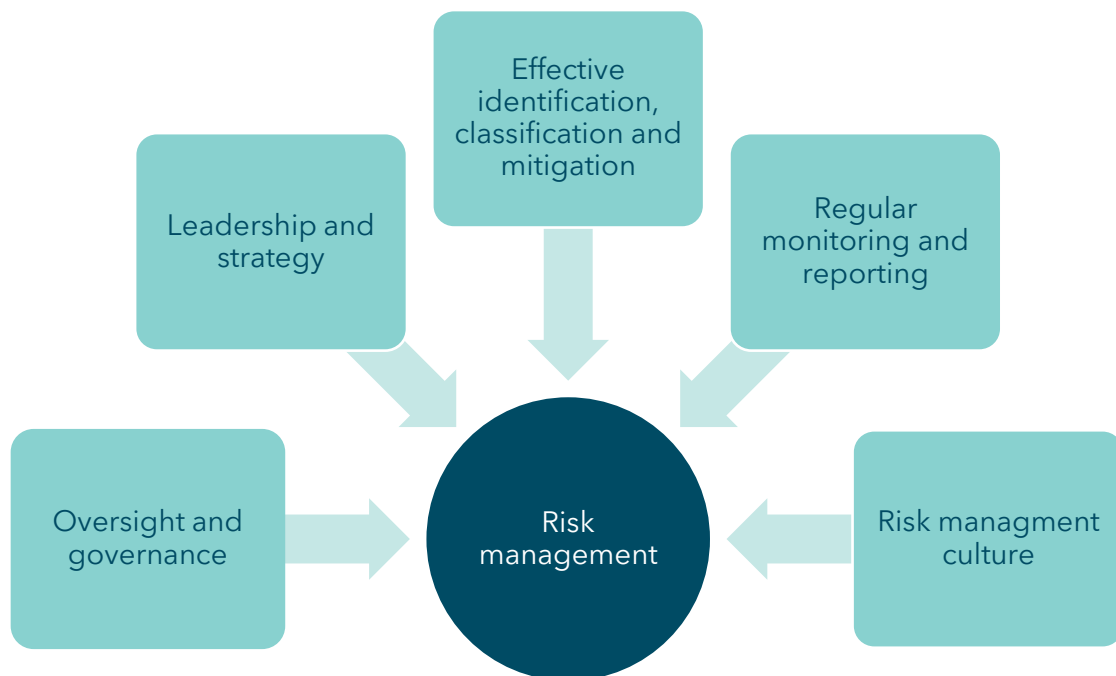 Effective
identification,
classification and
mitigation
Leadership and
strategy
Regular
monitoring and
reporting
Oversight and
governance
Risk
management
Risk managment
culture